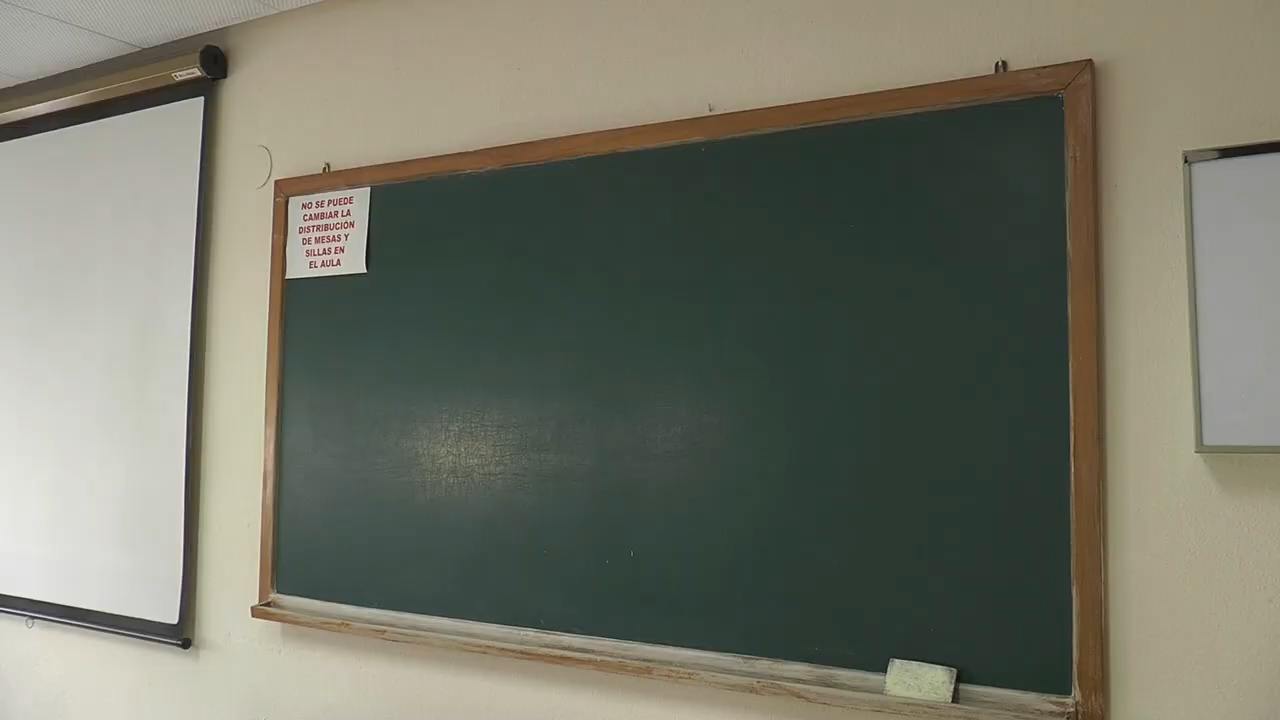 NO SE PUEDE
CAMBIAR LA
DISTRIBUCIÓN
DE MESAS Y
SILLAS EN
EL AULA